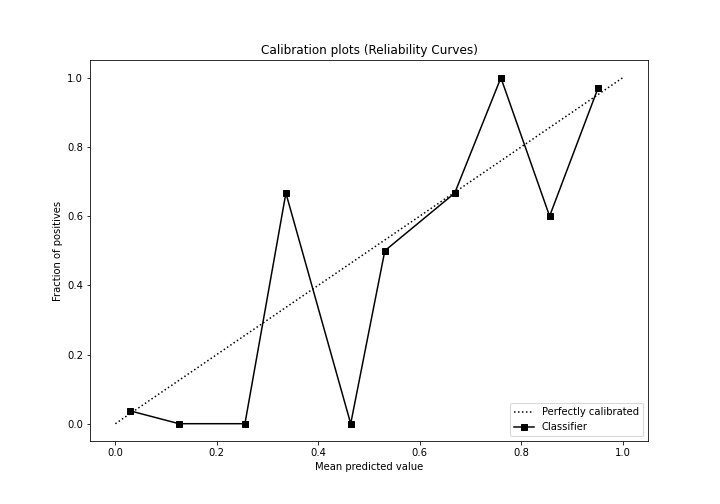 Calibration plots (Reliability Curves)
Fraction of positives
1.0
0.8
0.6
0.4
0.2
0.0
0.0 0.2 0.4 0.6 0.8 1.0
Mean predicted value
Perfectly calibrated
Classifier